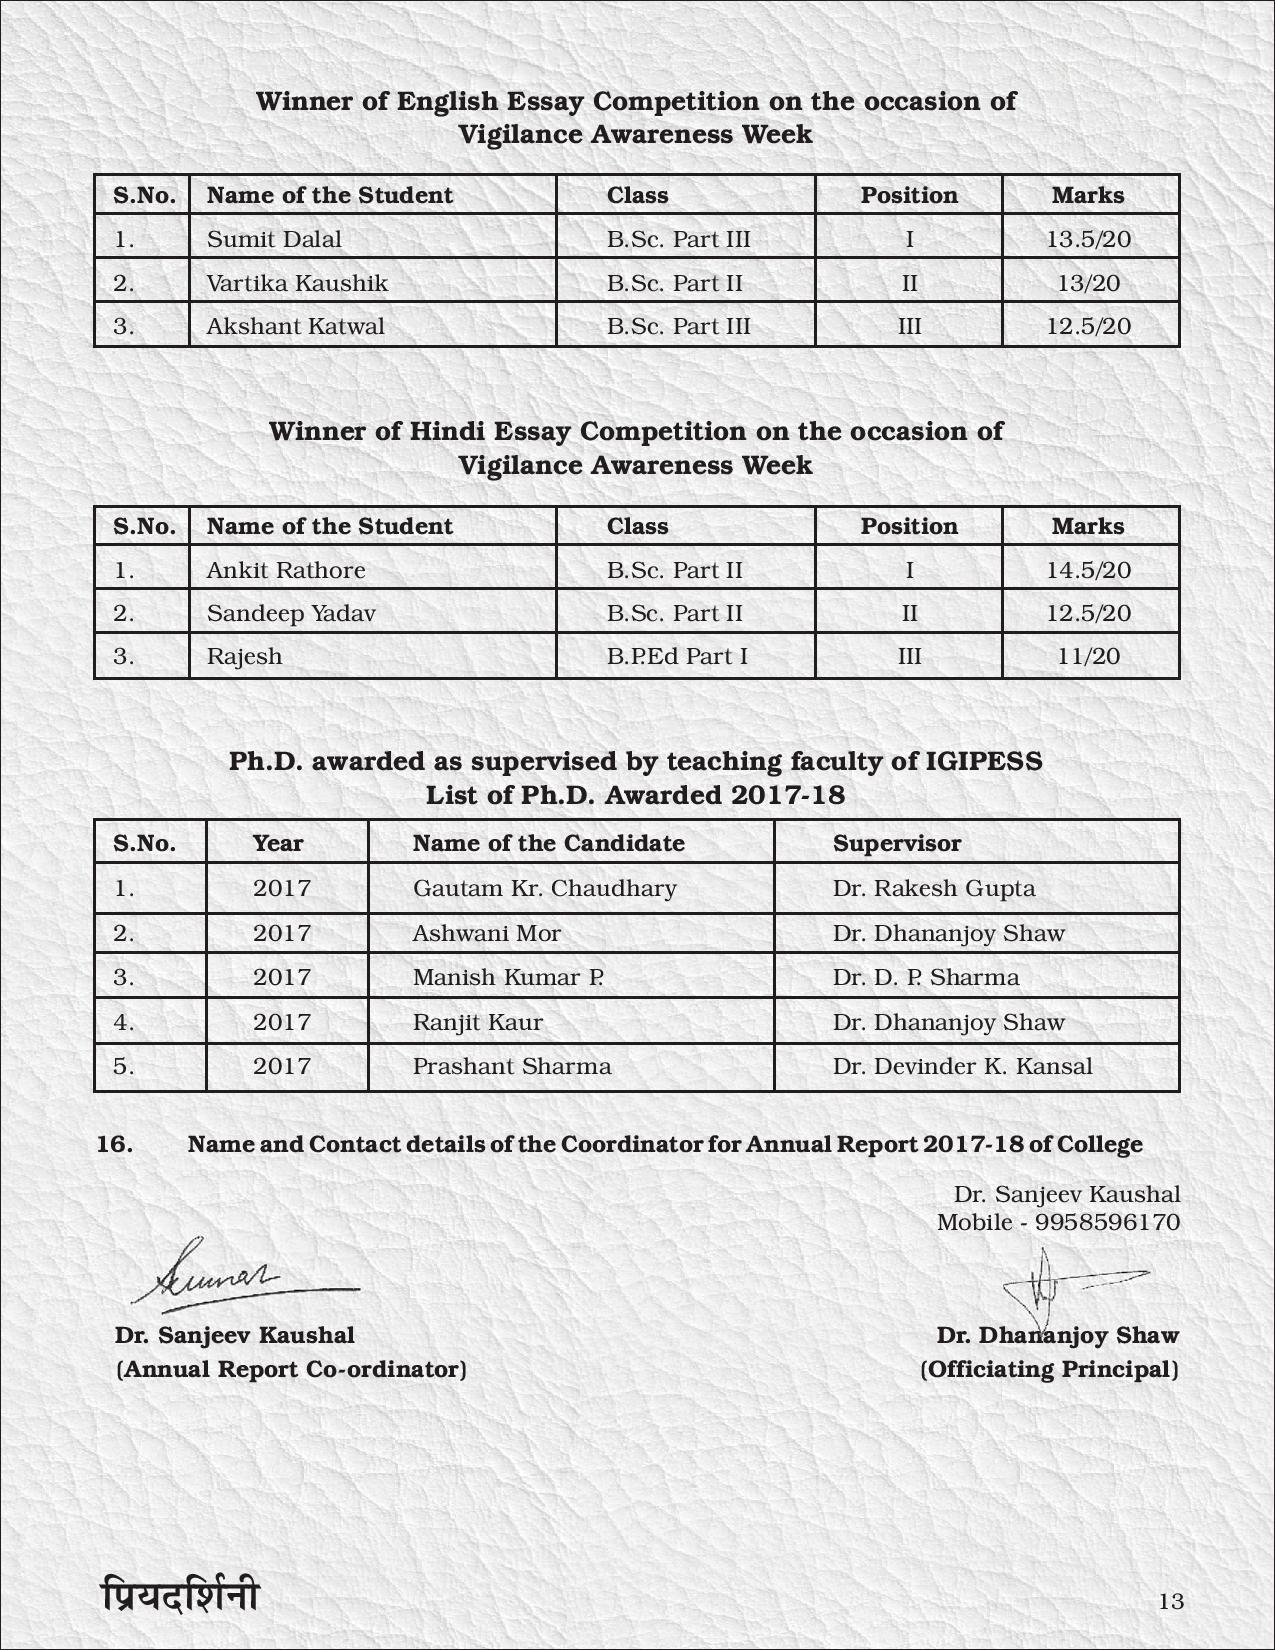 Winner of English Essay Competition on the occasion of
Vigilance Awareness Week
S.No. Name of the Student Class Position Marks
1. Sumit Dalal B.Sc. Part III I 13.5/20
2. Vartika Kaushik B.Sc. Part II II 13/20
3. Akshant Katwal B.Sc. Part III III 12.5/20
Winner of Hindi Essay Competition on the occasion of
Vigilance Awareness Week
S.No. Name of the Student Class Position Marks
1. Ankit Rathore B.Sc. Part II I 14.5/20
2. Sandeep Yadav B.Sc. Part II II 12.5/20
3. Rajesh B.P.Ed Part I III 11/20
Ph.D. awarded as supervised by teaching faculty of IGIPESS
List of Ph.D. Awarded 2017-18
S.No. Year Name of the Candidate Supervisor
1. 2017 Gautam Kr. Chaudhary Dr. Rakesh Gupta
2. 2017 Ashwani Mor Dr. Dhananjoy Shaw
3. 2017 Manish Kumar P. Dr. D. P. Sharma
4. 2017 Ranjit Kaur Dr. Dhananjoy Shaw
5. 2017 Prashant Sharma Dr. Devinder K. Kansal
16. Name and Contact details of the Coordinator for Annual Report 2017-18 of College
Dr. Sanjeev Kaushal
Mobile - 9958596170
Dr. Sanjeev Kaushal Dr. Dhananjoy Shaw
(Annual Report Co-ordinator) (Officiating Principal)
प्रियदर्शिनी 13